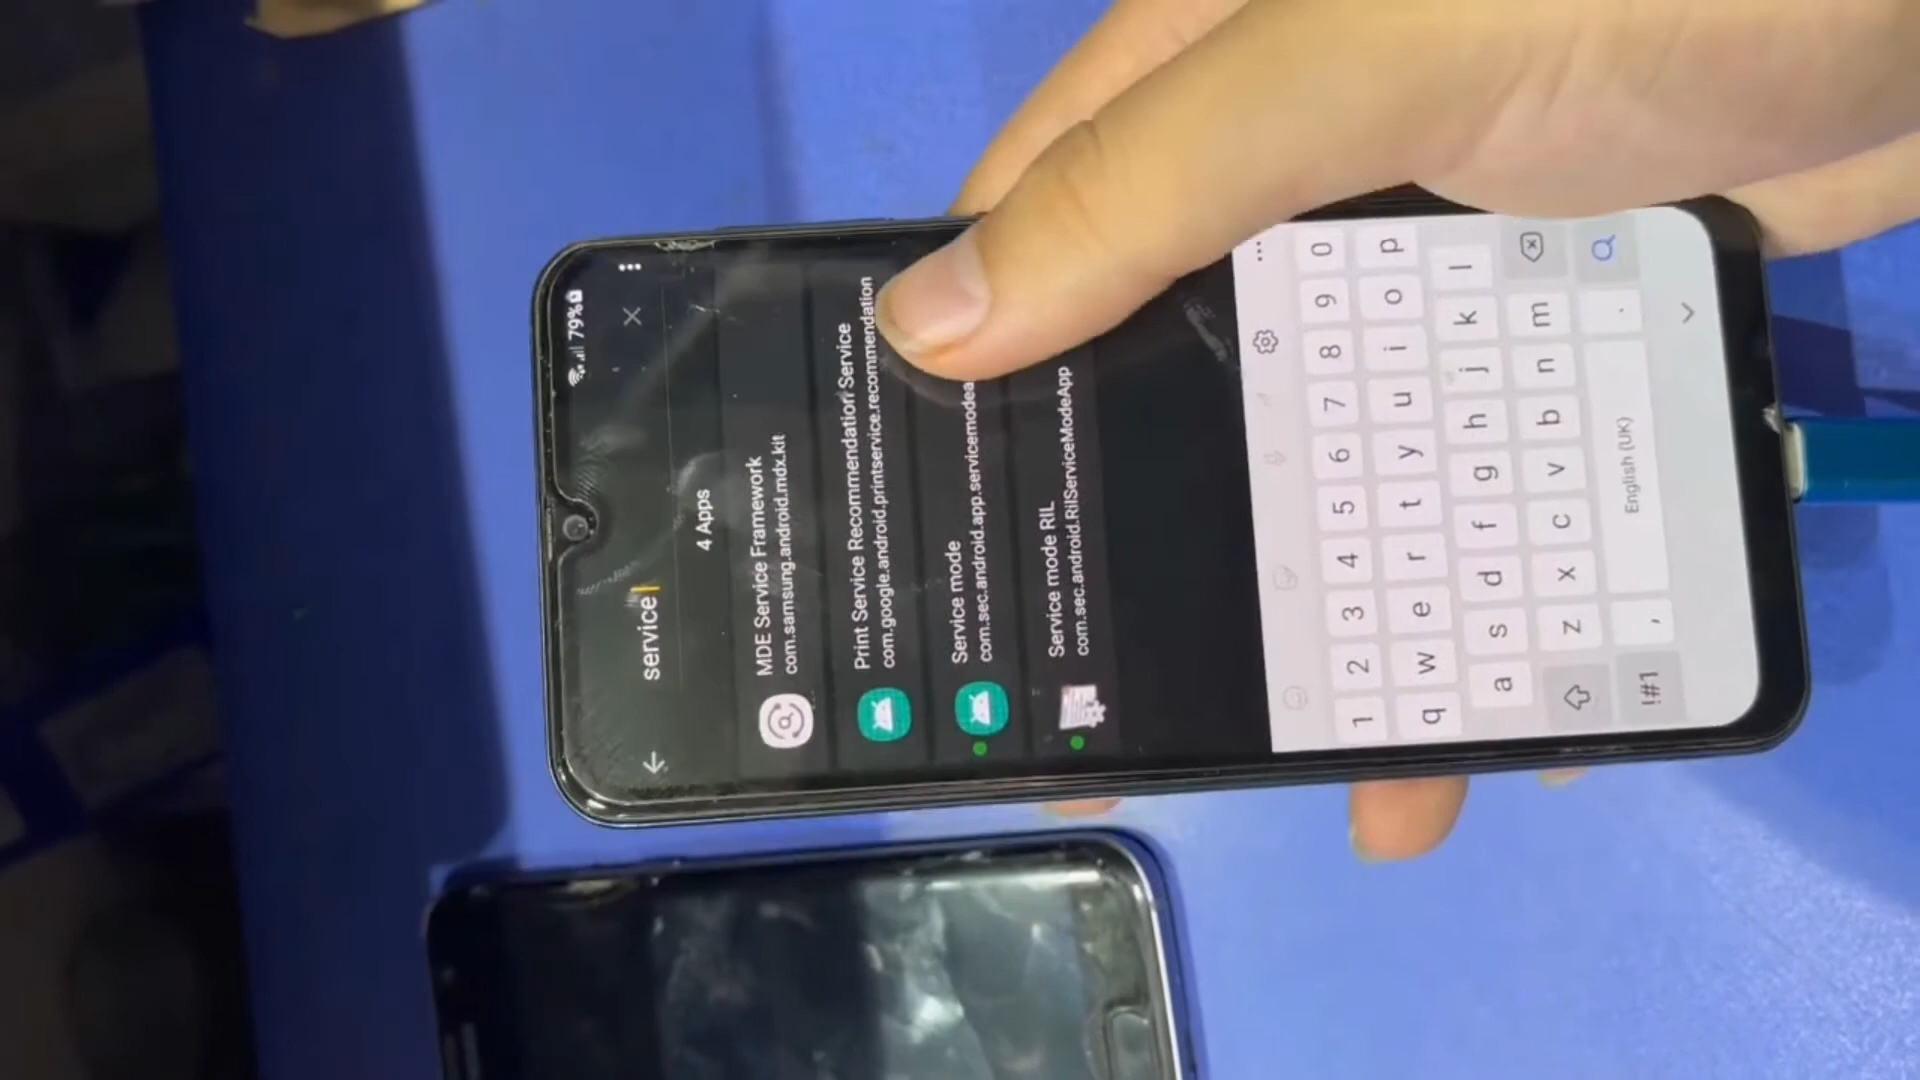 79%
service
4 Apps
MDE Service Framework
com.samsung.android.mdx.kit
Print Service Recommendation Service
com.google.android.printservice.recommendation
Service mode
com.sec.android.app.servicemodea
Service mode RIL
com.sec.android.RilServiceModeApp
1 2 3 4 5 6 7 8 9 0
q w e r t y u i o p
a s d f g h j k l
z x c v b n m
!#1 , English (UK) .